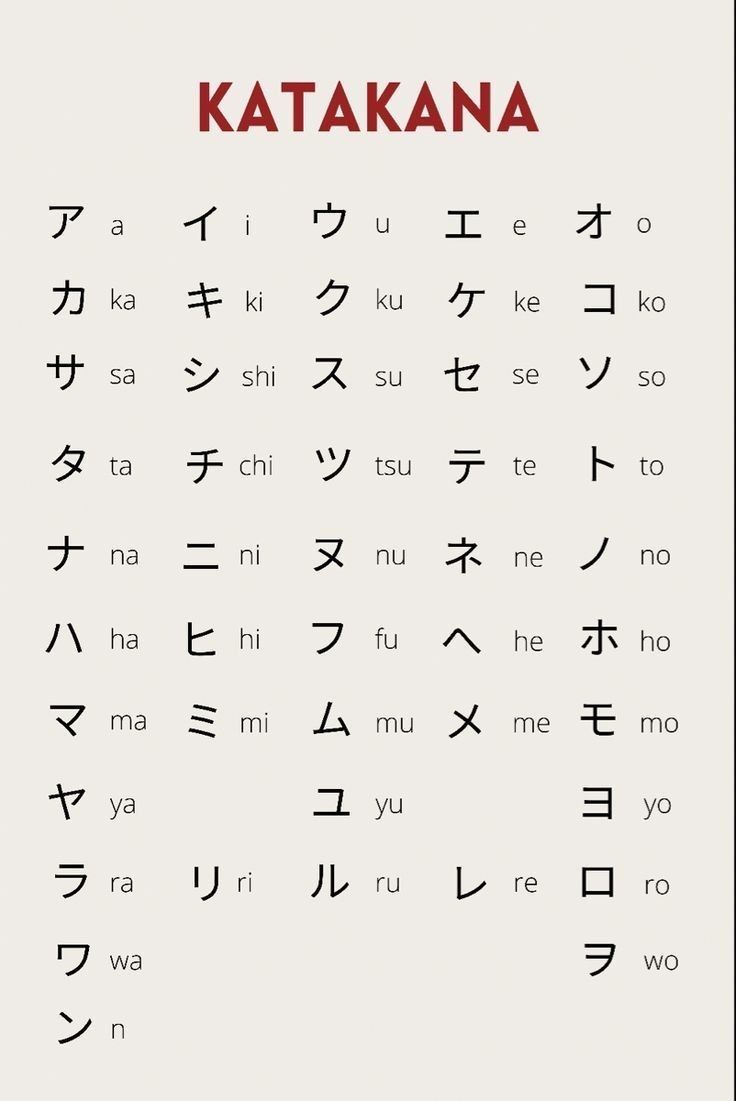 KATAKANA
ア a イ i ウ u エ e オ o
カ ka キ ki ク ku ケ ke コ ko
サ sa シ shi ス su セ se ソ so
タ ta チ chi ツ tsu テ te ト to
ナ na ニ ni ヌ nu ネ ne ノ no
ハ ha ヒ hi フ fu ヘ he ホ ho
マ ma ミ mi ム mu メ me モ mo
ヤ ya ユ yu ヨ yo
ラ ra リ ri ル ru レ re ロ ro
ワ wa ヲ wo
ン n